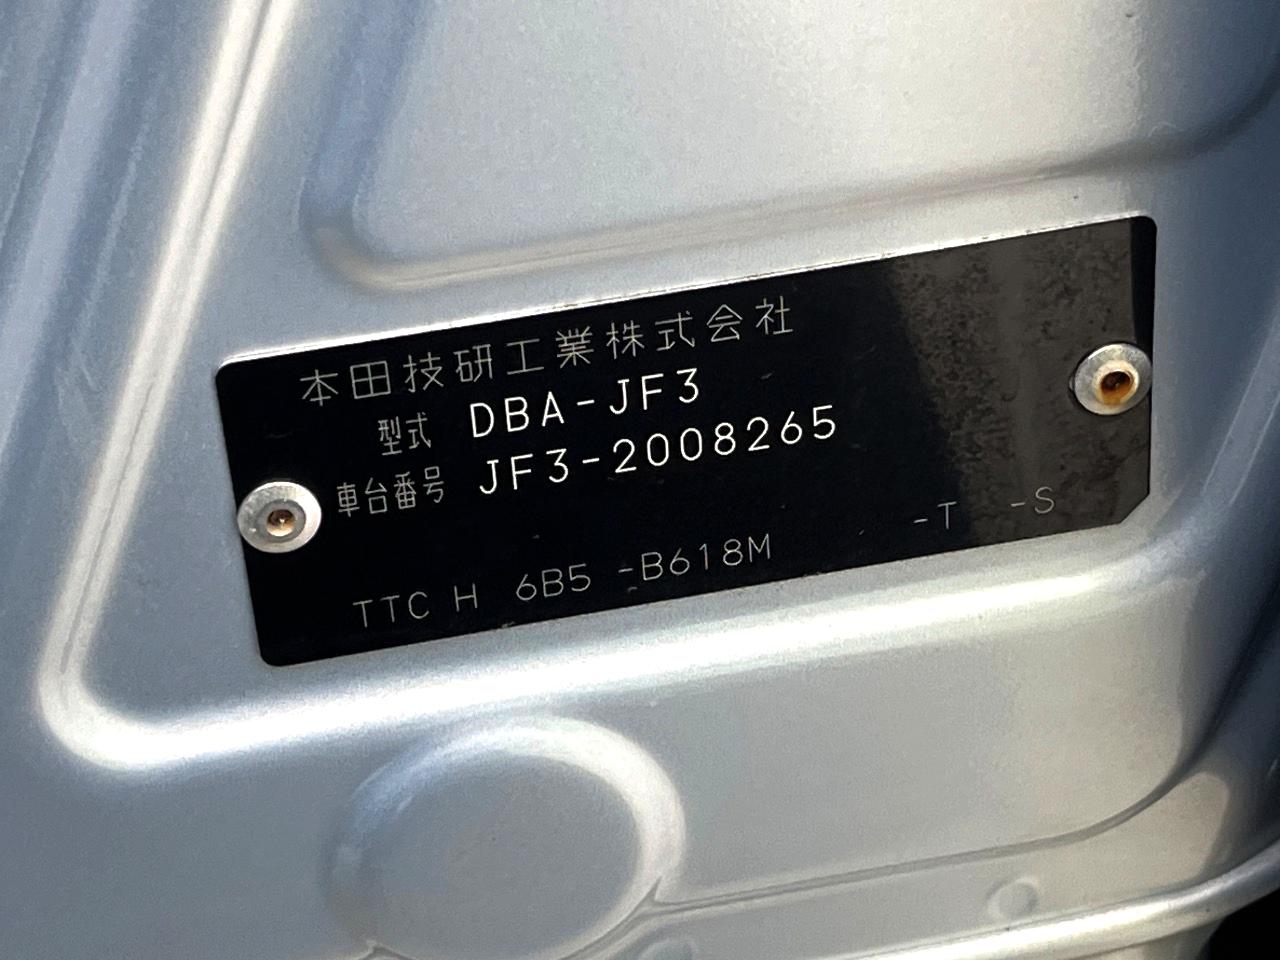 本田技研工業株式会社
型式 DBA-JF3
車台番号 JF3-2008265
TTC H 6B5 -B618M -T -S